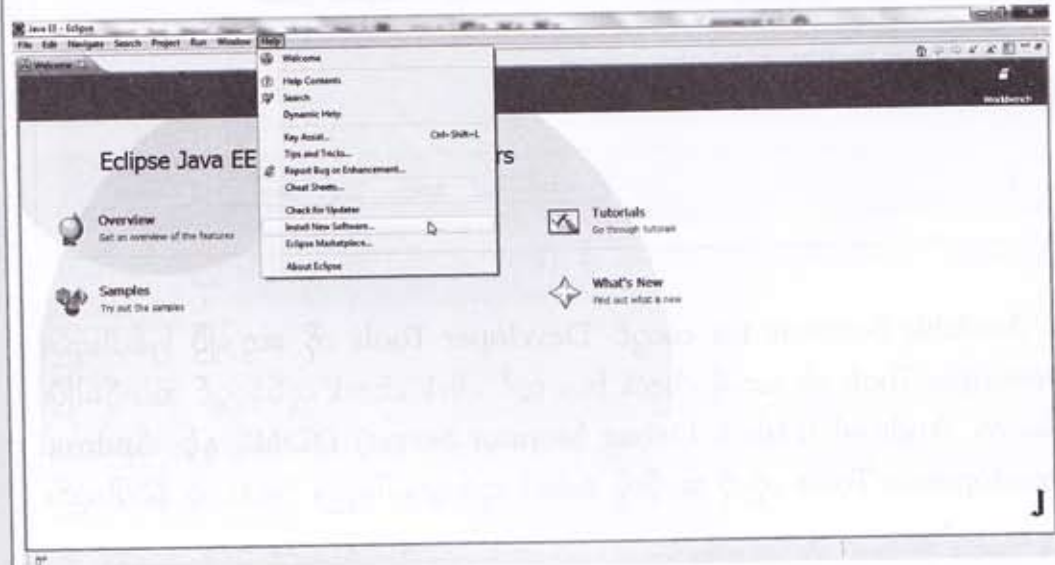 Java EE - Eclipse
File Edit Navigate Search Project Run Window Help
Welcome
Welcome
Help Contents
Search
Dynamic Help
Key Assist... Ctrl+Shift+L
Tips and Tricks...
Report Bug or Enhancement...
Cheat Sheets...
Check for Updates
Install New Software...
Eclipse Marketplace...
About Eclipse
Workbench
Eclipse Java EE rs
Overview
Get an overview of the features
Tutorials
Go through tutorials
Samples
Try out the samples
What's New
Find out what is new